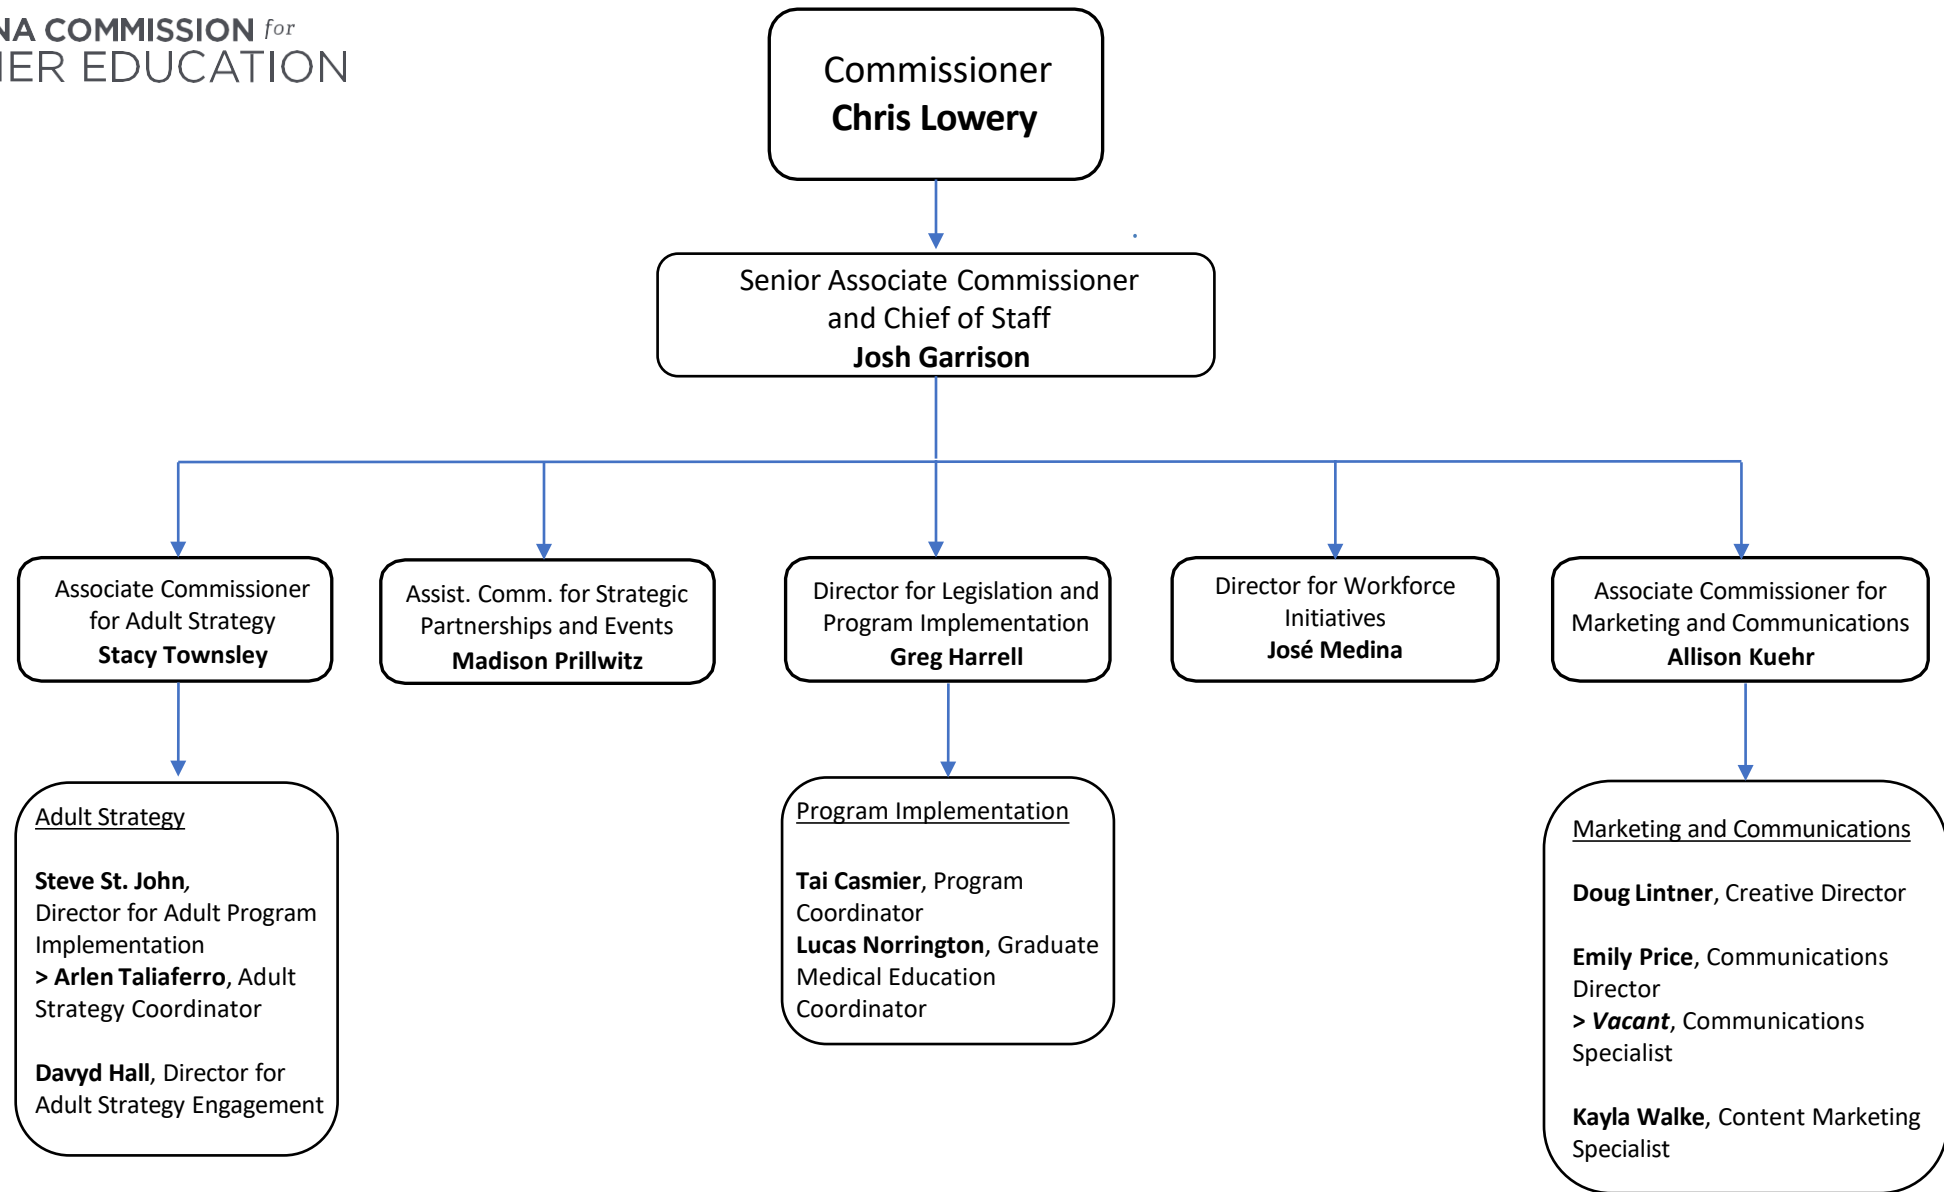 COMMISSION for
EDUCATION
Commissioner
Chris Lowery
Senior Associate Commissioner
and Chief of Staff
Josh Garrison
Associate Commissioner
for Adult Strategy
Stacy Townsley
Assist. Comm. for Strategic
Partnerships and Events
Madison Prillwitz
Director for Legislation and
Program Implementation
Greg Harrell
Director for Workforce
Initiatives
José Medina
Associate Commissioner for
Marketing and Communications
Allison Kuehr
Adult Strategy
Steve St. John,
Director for Adult Program
Implementation
> Arlen Taliaferro, Adult
Strategy Coordinator
Davyd Hall, Director for
Adult Strategy Engagement
Program Implementation
Tai Casmier, Program
Coordinator
Lucas Norrington, Graduate
Medical Education
Coordinator
Marketing and Communications
Doug Lintner, Creative Director
Emily Price, Communications
Director
> Vacant, Communications
Specialist
Kayla Walke, Content Marketing
Specialist